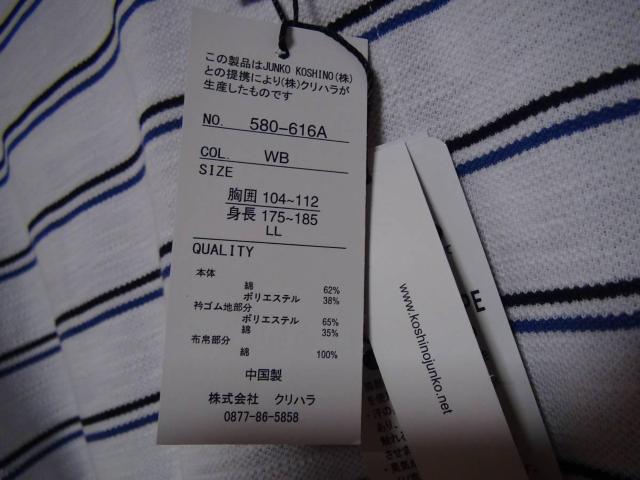 この製品はJUNKO KOSHINO(株)
との提携により(株)クリハラが
生産したものです
NO. 580-616A
COL. WB
SIZE
胸囲 104~112
身長 175~185
LL
QUALITY
本体
綿 62%
ポリエステル 38%
衿ゴム地部分
ポリエステル 65%
綿 35%
布帛部分
綿 100%
中国製
株式会社 クリハラ
0877-86-5858
www.koshinojunko.net